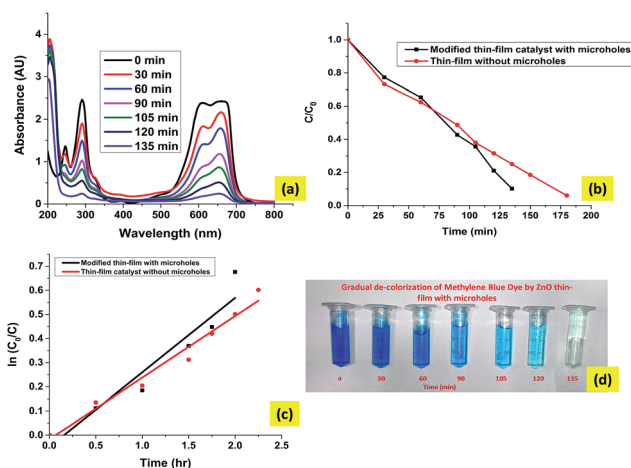 0 min
30 min
60 min
90 min
105 min
120 min
135 min
Absorbance (AU)
4
3
2
1
0
200 300 400 500 600 700 800
Wavelength (nm)
(a)
Modified thin-film catalyst with microholes
Thin-film without microholes
C/C0
1.0
0.8
0.6
0.4
0.2
0.0
0 25 50 75 100 125 150 175 200
Time (min)
(b)
Modified thin-film with microholes
Thin-film catalyst without microholes
ln (C0/C)
0.7
0.6
0.5
0.4
0.3
0.2
0.1
0.0
0.0 0.5 1.0 1.5 2.0 2.5
Time (hr)
(c)
Gradual de-colorization of Methylene Blue Dye by ZnO thin-
film with microholes
0 30 60 90 105 120 135
Time (min)
(d)